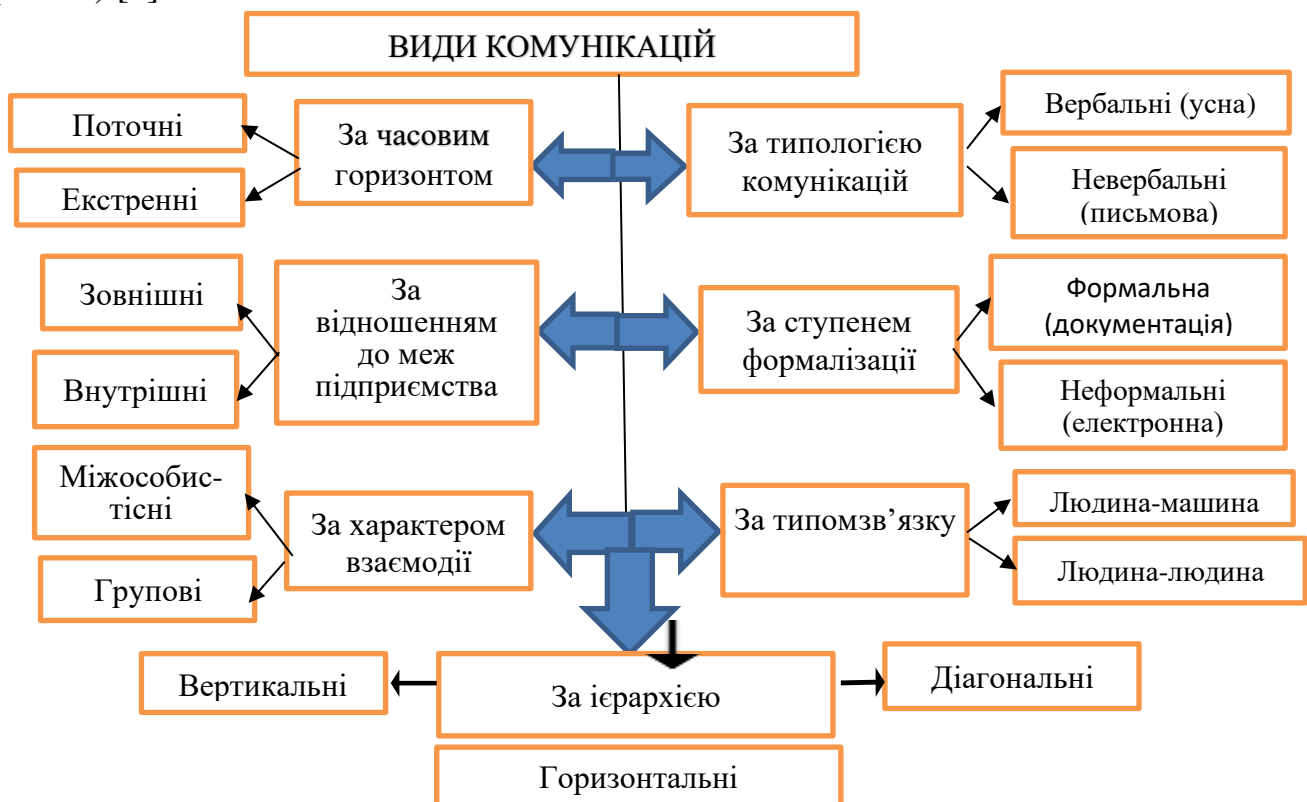 ВИДИ КОМУНІКАЦІЙ
Поточні
Екстренні
За часовим
горизонтом
За типологією
комунікацій
Вербальні (усна)
Невербальні
(письмова)
Зовнішні
Внутрішні
За
відношенням
до меж
підприємства
За ступенем
формалізації
Формальна
(документація)
Неформальні
(електронна)
Міжособис-
тісні
Групові
За характером
взаємодії
За типомзв’язку
Людина-машина
Людина-людина
Вертикальні
За ієрархією
Діагональні
Горизонтальні